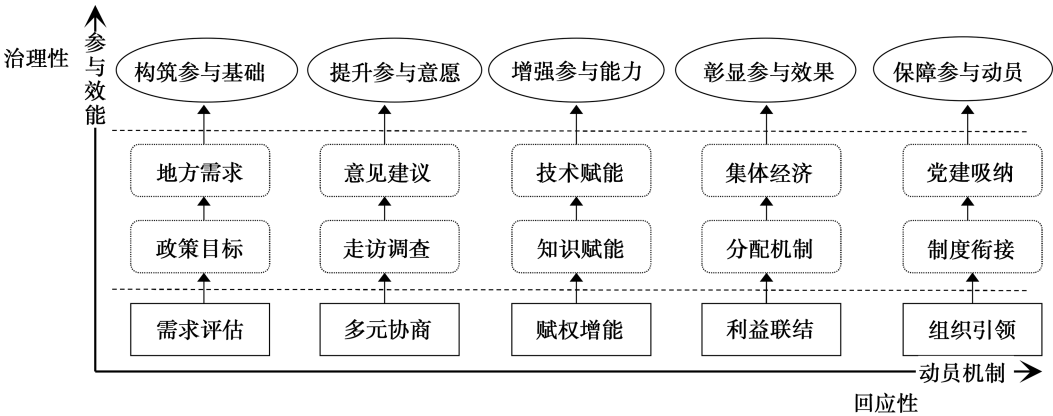 治理性
参与效能
构筑参与基础 提升参与意愿 增强参与能力 彰显参与效果 保障参与动员
地方需求 意见建议 技术赋能 集体经济 党建吸纳
政策目标 走访调查 知识赋能 分配机制 制度衔接
需求评估 多元协商 赋权增能 利益联结 组织引领
动员机制
回应性